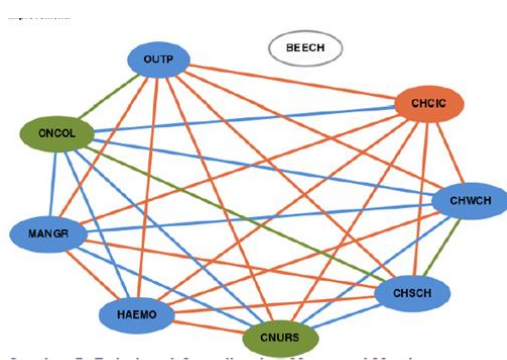 BEECH
OUTP
CHCIC
ONCOL
CHWCH
MANGR
CHSCH
HAEMO
CNURS